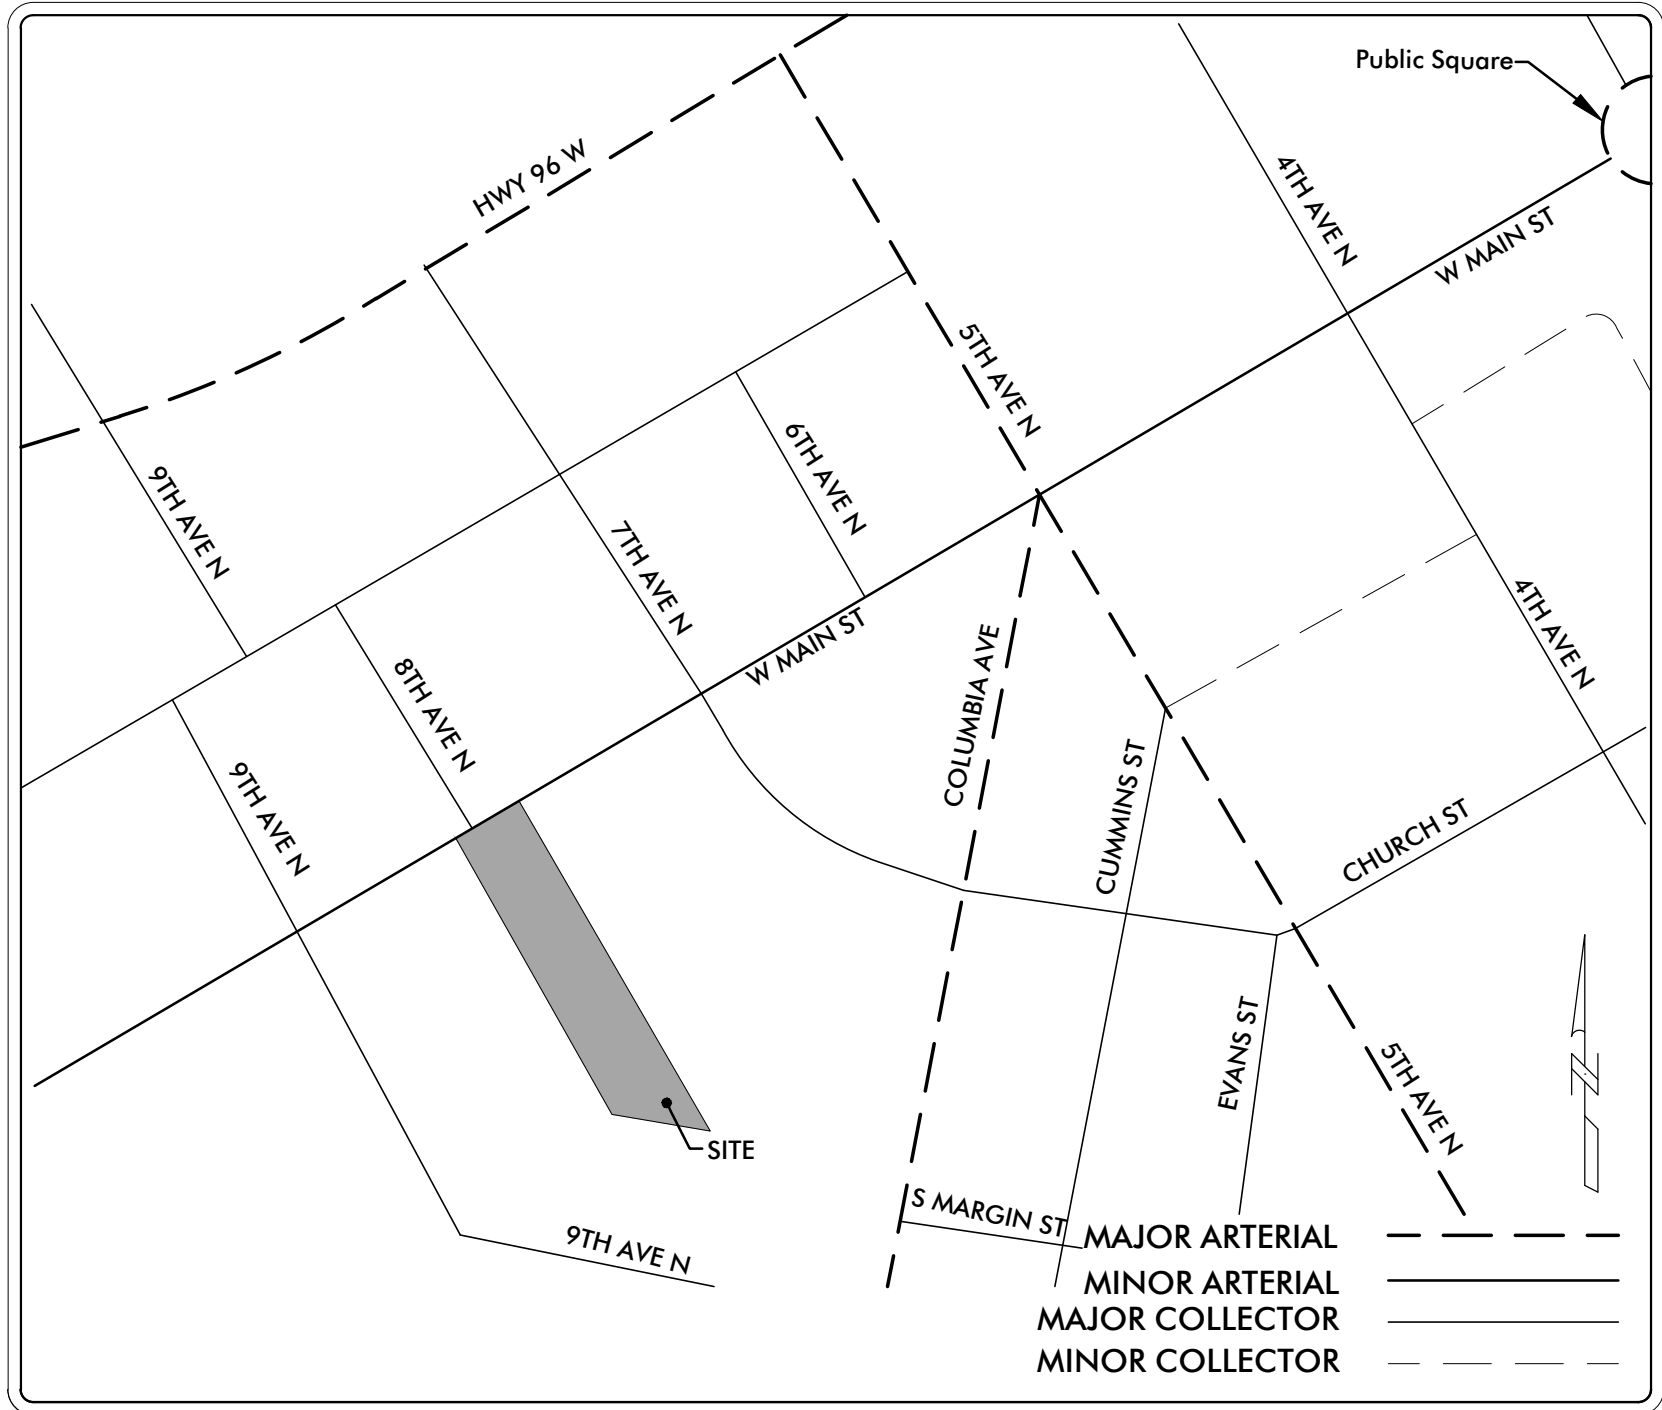 Public Square
HWY 96 W
4TH AVE N
W MAIN ST
5TH AVE N
6TH AVE N
9TH AVE N
7TH AVE N
4TH AVE N
W MAIN ST
COLUMBIA AVE
8TH AVE N
9TH AVE N
CUMMINS ST
CHURCH ST
EVANS ST
5TH AVE N
N
SITE
S MARGIN ST
9TH AVE N
MAJOR ARTERIAL
MINOR ARTERIAL
MAJOR COLLECTOR
MINOR COLLECTOR